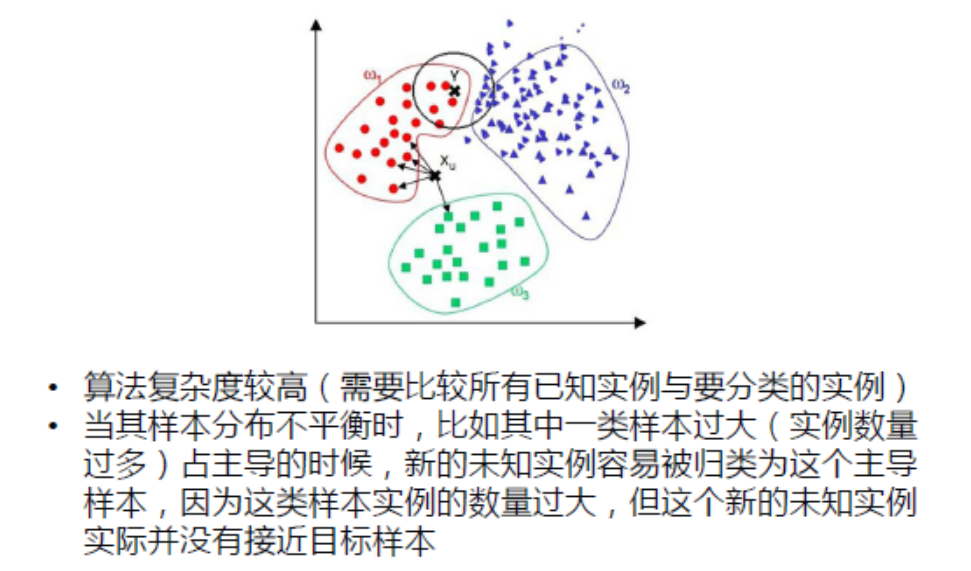 ω1
Y
ω2
Xu
ω3
• 算法复杂度较高（需要比较所有已知实例与要分类的实例）
• 当其样本分布不平衡时，比如其中一类样本过大（实例数量
过多）占主导的时候，新的未知实例容易被归类为这个主导
样本，因为这类样本实例的数量过大，但这个新的未知实例
实际并没有接近目标样本